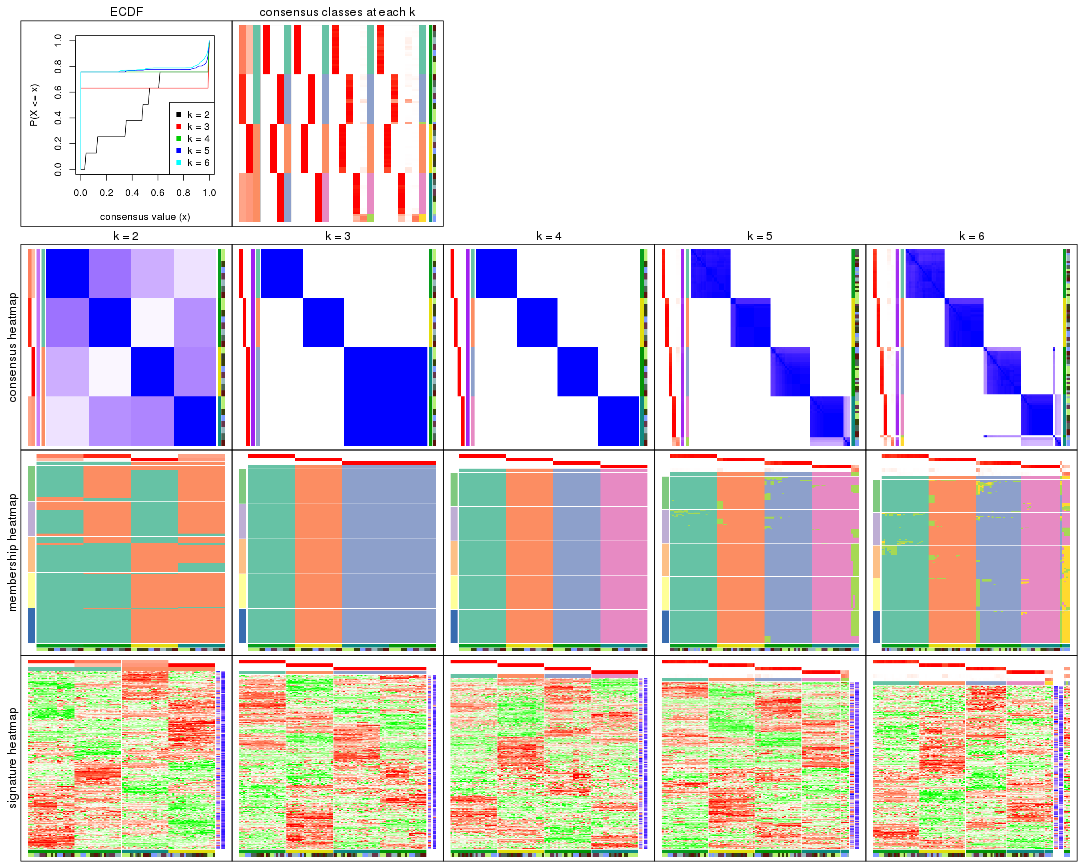 ECDF
consensus classes at each k
P(X <= x)
1.0
0.8
0.6
0.4
0.2
0.0
k = 2
k = 3
k = 4
k = 5
k = 6
0.0 0.2 0.4 0.6 0.8 1.0
consensus value (x)
k = 2
k = 3
k = 4
k = 5
k = 6
consensus heatmap
membership heatmap
signature heatmap